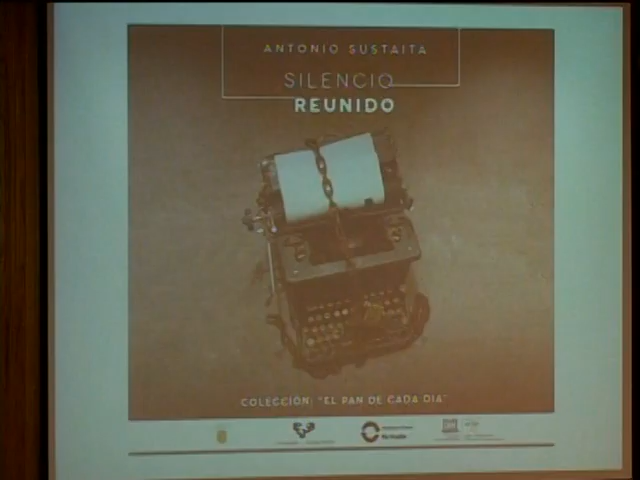 ANTONIO SUSTAITA
SILENCIO
REUNIDO
COLECCIÓN: "EL PAN DE CADA DIA"